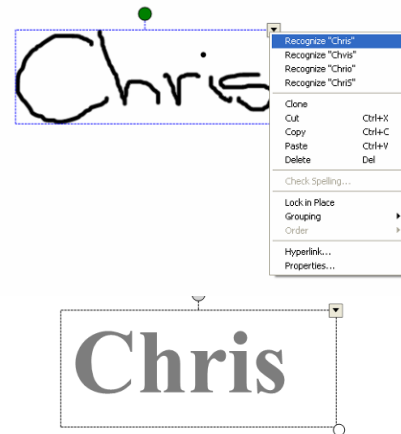 Chris
Recognize "Chris"
Recognize "Chvis"
Recognize "Chrio"
Recognize "ChriS"
Clone
Cut Ctrl+X
Copy Ctrl+C
Paste Ctrl+V
Delete Del
Check Spelling...
Lock in Place
Grouping
Order
Hyperlink...
Properties...
Chris